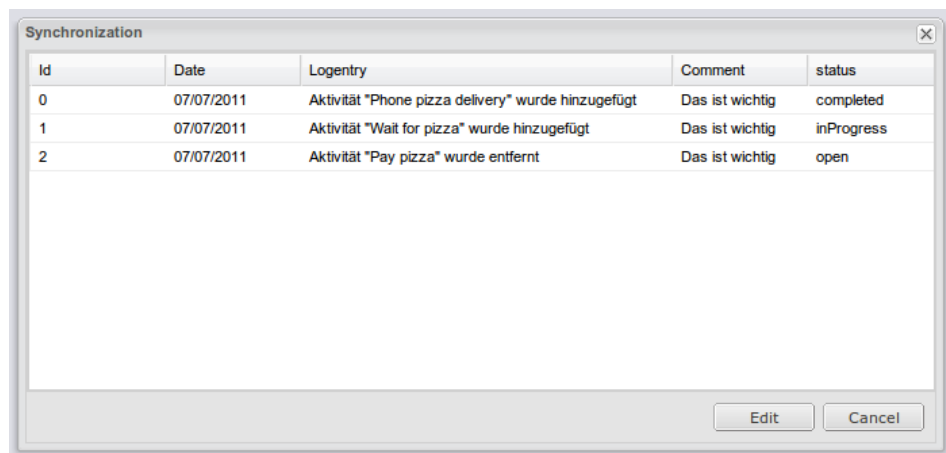 Synchronization
Id Date Logentry Comment status
0 07/07/2011 Aktivität "Phone pizza delivery" wurde hinzugefügt Das ist wichtig completed
1 07/07/2011 Aktivität "Wait for pizza" wurde hinzugefügt Das ist wichtig inProgress
2 07/07/2011 Aktivität "Pay pizza" wurde entfernt Das ist wichtig open
Edit Cancel